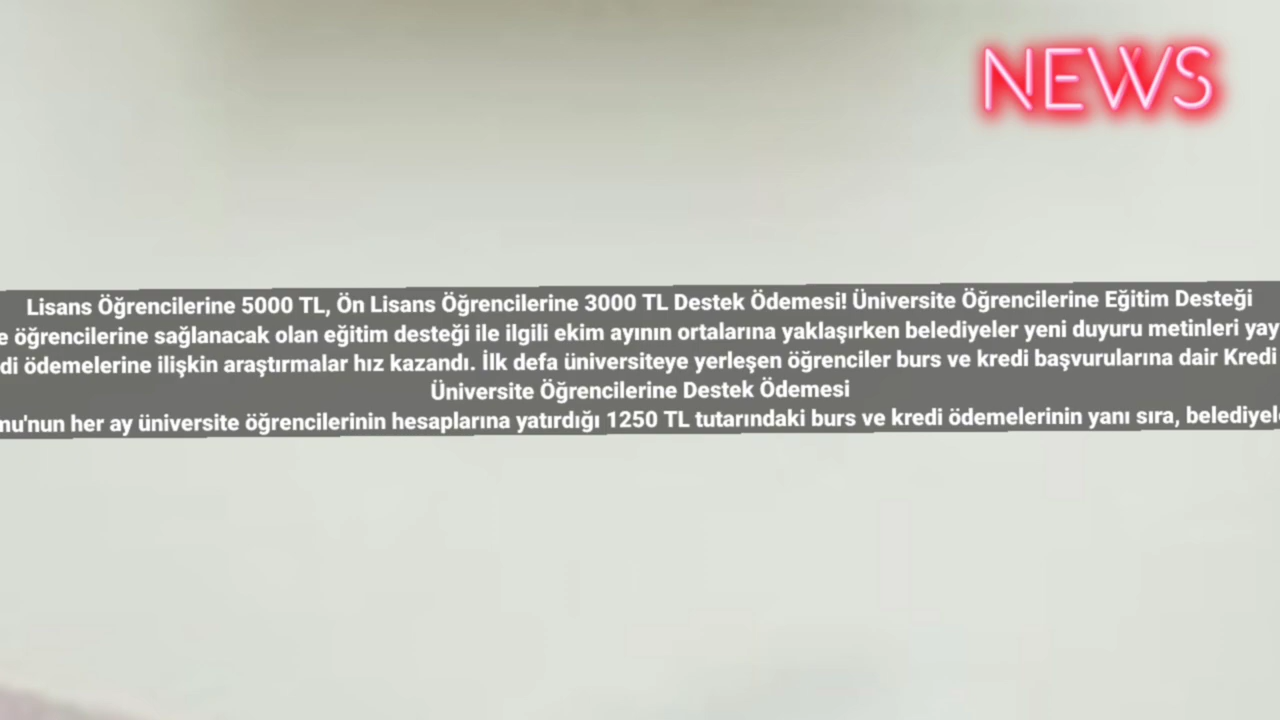 NEWS
Lisans Öğrencilerine 5000 TL, Ön Lisans Öğrencilerine 3000 TL Destek Ödemesi! Üniversite Öğrencilerine Eğitim Desteği
öğrencilerine sağlanacak olan eğitim desteği ile ilgili ekim ayının ortalarına yaklaşırken belediyeler yeni duyuru metinleri
ödemelerine ilişkin araştırmalar hız kazandı. İlk defa üniversiteye yerleşen öğrenciler burs ve kredi başvurularına dair Kredi
Üniversite Öğrencilerine Destek Ödemesi
her ay üniversite öğrencilerinin hesaplarına yatırdığı 1250 TL tutarındaki burs ve kredi ödemelerinin yanı sıra,